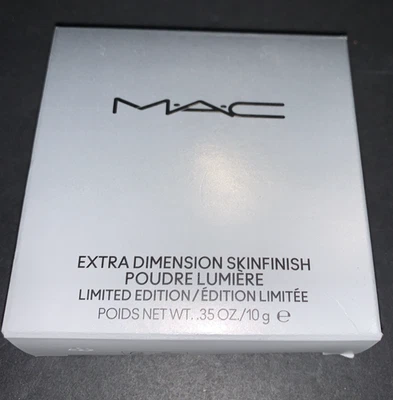 M·A·C
EXTRA DIMENSION SKINFINISH
POUDRE LUMIÈRE
LIMITED EDITION/ÉDITION LIMITÉE
POIDS NET WT. .35 OZ./10 g ℮